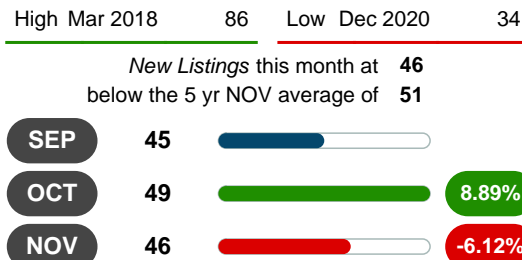 High Mar 2018 86 Low Dec 2020 34
New Listings this month at 46
below the 5 yr NOV average of 51
SEP 45
OCT 49 8.89%
NOV 46 -6.12%